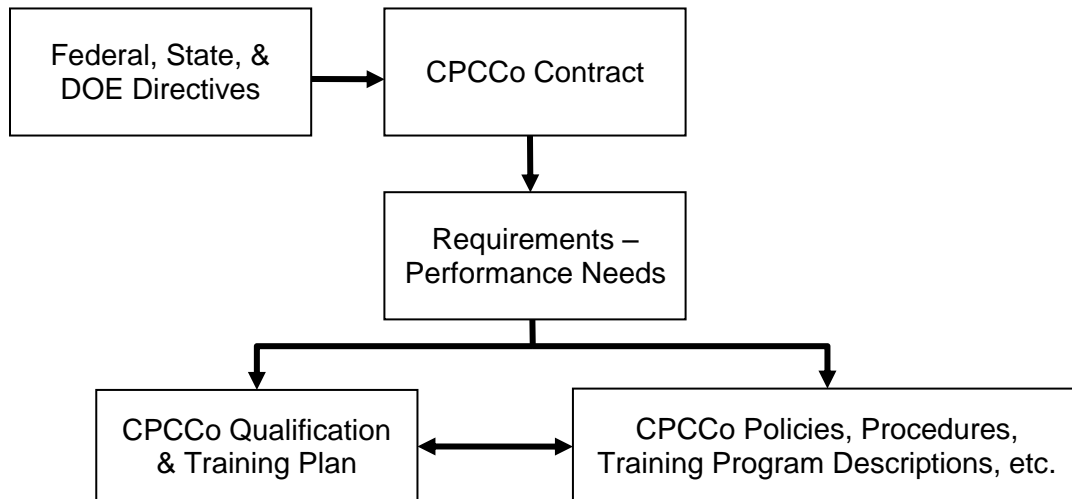 Federal, State, &
DOE Directives
CPCCo Contract
Requirements –
Performance Needs
CPCCo Qualification
& Training Plan
CPCCo Policies, Procedures,
Training Program Descriptions, etc.